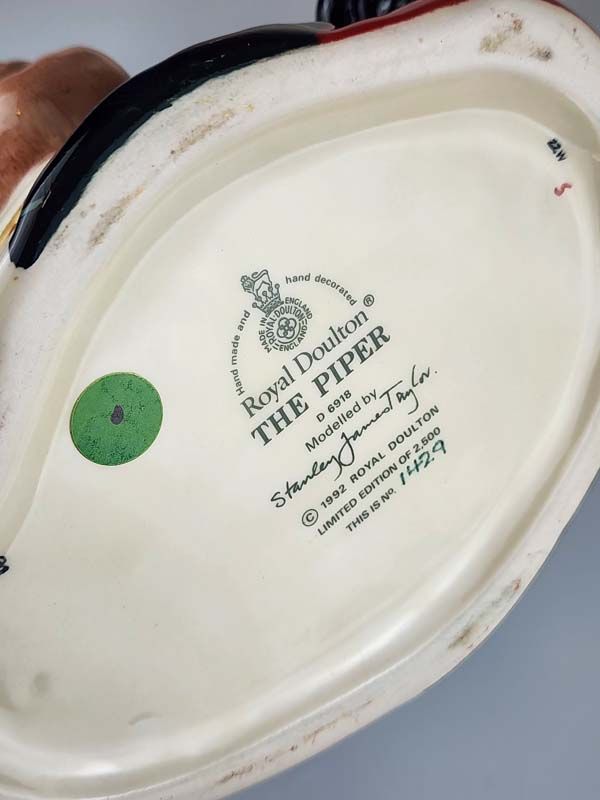 Hand made and hand decorated
MADE IN ENGLAND
ROYAL DOULTON
ENGLAND
Royal Doulton®
THE PIPER
D 6918
Modelled by
Stanley James Taylor.
© 1992 ROYAL DOULTON
LIMITED EDITION OF 2,500
THIS IS NO. 1429